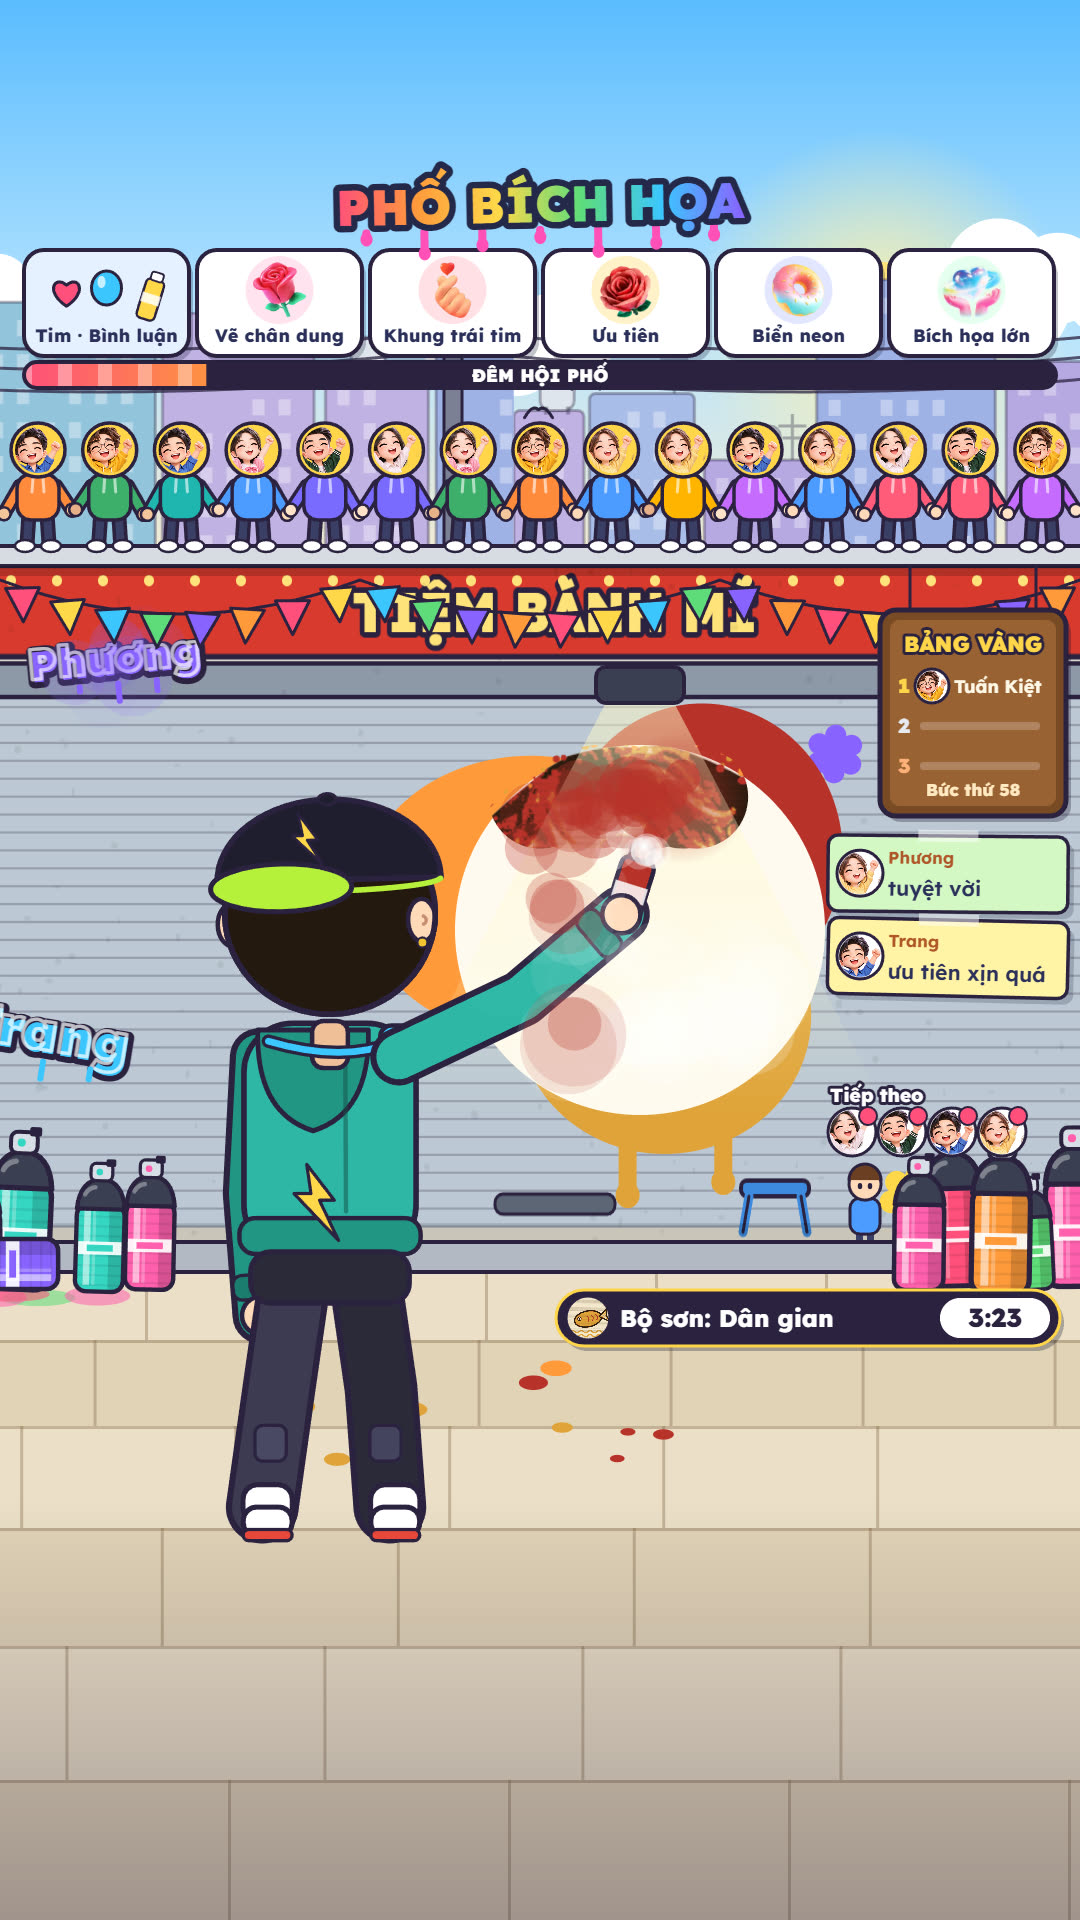 PHỐ BÍCH HỌA
Tim · Bình luận
Vẽ chân dung
Khung trái tim
Ưu tiên
Biển neon
Bích họa lớn
ĐÊM HỘI PHỐ
TIỆM BÁNH MÌ
Phương
BẢNG VÀNG
1 Tuấn Kiệt
2
3
Bức thứ 58
Phương
tuyệt vời
Trang
ưu tiên xịn quá
rang
Tiếp theo
Bộ sơn: Dân gian
3:23